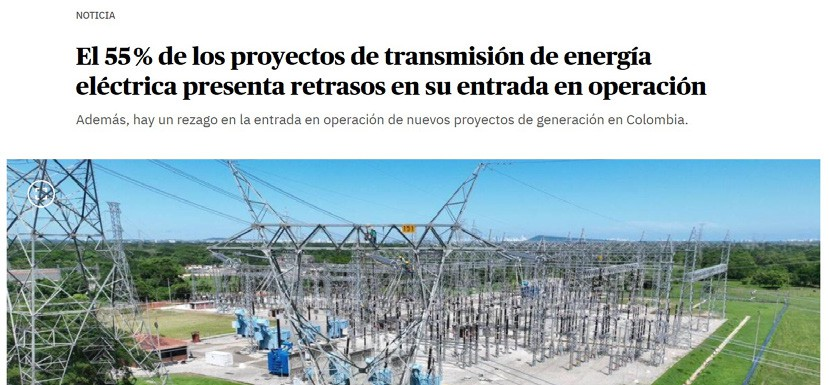 NOTICIA
El 55 % de los proyectos de transmisión de energía
eléctrica presenta retrasos en su entrada en operación
Además, hay un rezago en la entrada en operación de nuevos proyectos de generación en Colombia.
151